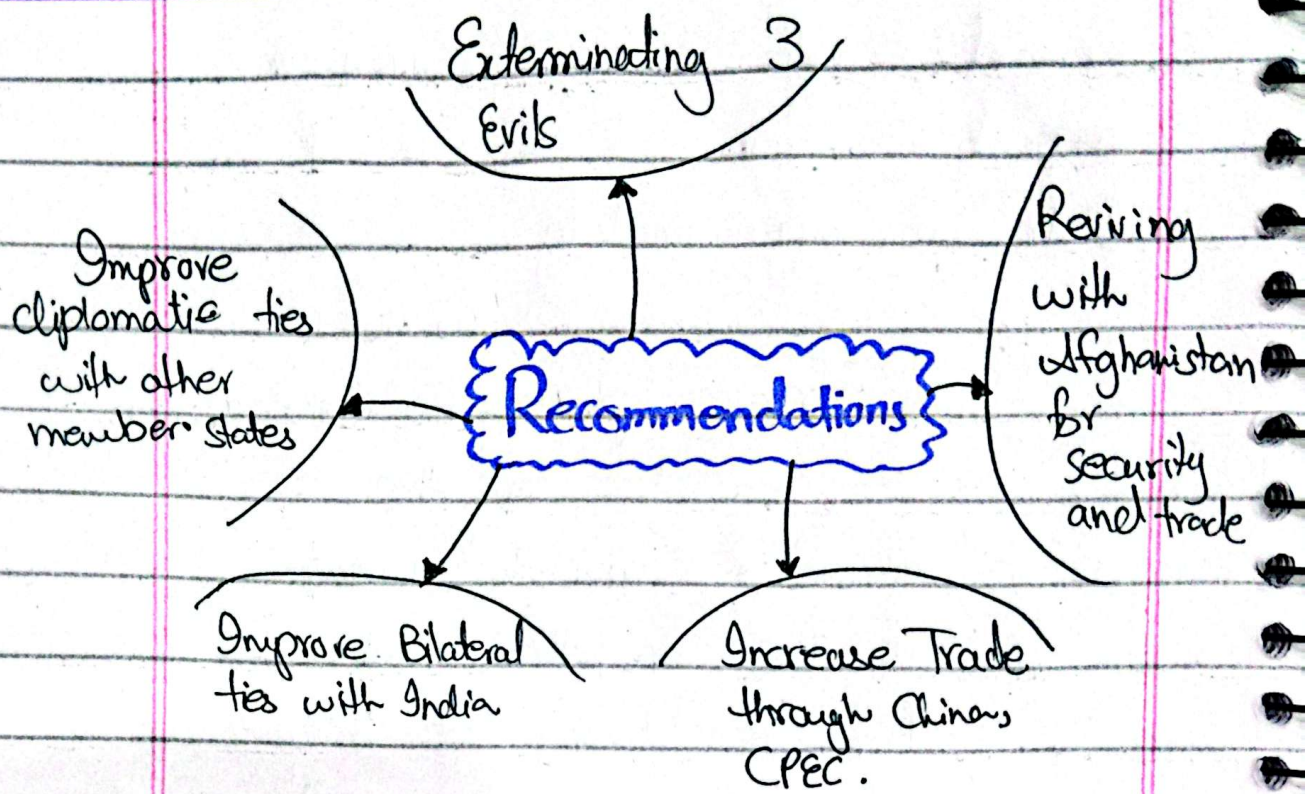 Exterminating 3
Evils
Reviving
with
Afghanistan
for
security
and trade
Improve
diplomatic ties
with other
member states
Recommendations
Improve Bilateral
ties with India
Increase Trade
through China,
CPEC.